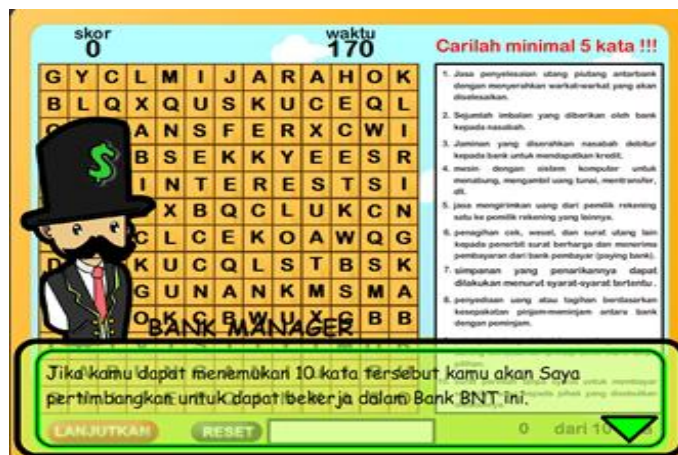 skor
0
waktu
170
Carilah minimal 5 kata !!!
G Y C L M I J A R A H O K
B L Q X Q U S K U C E Q L
A N S F E R X C W I
B S E K K Y E E S R
I N T E R E S T S I
X B Q C L U K C N
C L C E K O A W Q G
K U C Q L S T B S K
G U N A N K M S M A
O K C B W U X C B B
1. Jasa penyelesaian utang piutang antarbank
dengan menyerahkan warkat-warkat yang akan
diselesaikan.
2. Sejumlah imbalan yang diberikan oleh bank
kepada nasabah.
3. Jaminan yang diserahkan nasabah debitur
kepada bank untuk mendapatkan kredit.
4. mesin dengan sistem komputer untuk
menabung, mengambil uang tunai, mentransfer,
dll.
5. jasa mengirimkan uang dari pemilik rekening
satu ke pemilik rekening yang lainnya.
6. penagihan cek, wesel, dan surat utang lain
kepada penerbit surat berharga dan menerima
pembayaran dari bank pembayar (paying bank).
7. simpanan yang penarikannya dapat
dilakukan menurut syarat-syarat tertentu.
8. penyediaan uang atau tagihan berdasarkan
kesepakatan pinjam-meminjam antara bank
dengan peminjam.
BANK MANAGER
Jika kamu dapat menemukan 10 kata tersebut kamu akan Saya
pertimbangkan untuk dapat bekerja dalam Bank BNT ini.
LANJUTKAN
RESET
0 dari 10